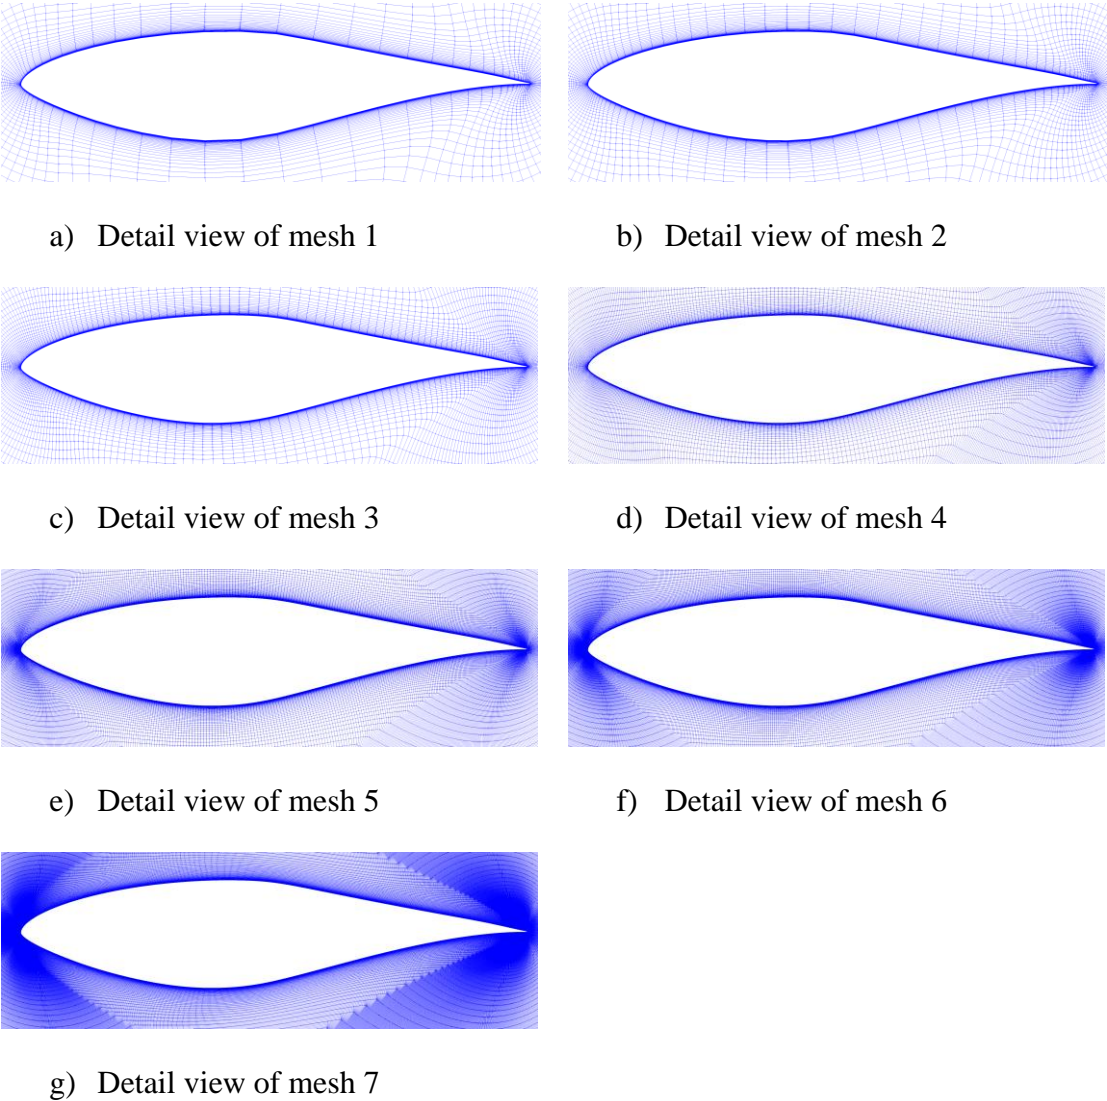 a) Detail view of mesh 1
b) Detail view of mesh 2
c) Detail view of mesh 3
d) Detail view of mesh 4
e) Detail view of mesh 5
f) Detail view of mesh 6
g) Detail view of mesh 7